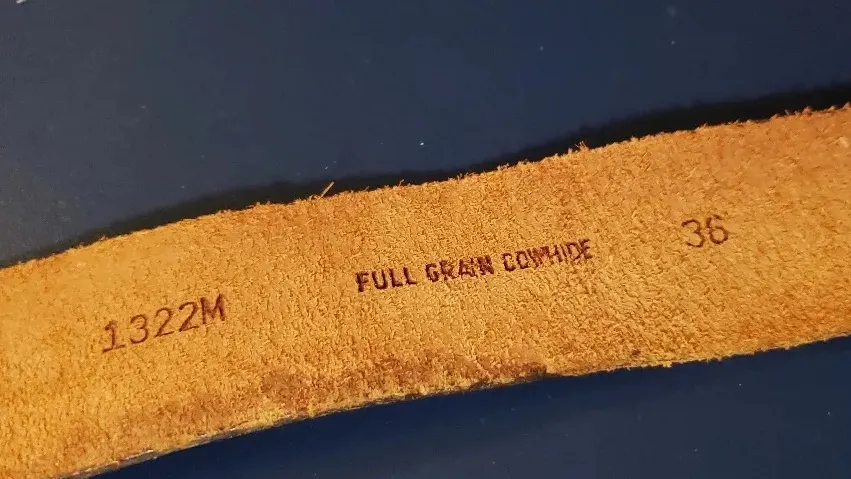 1322M FULL GRAIN COWHIDE 36